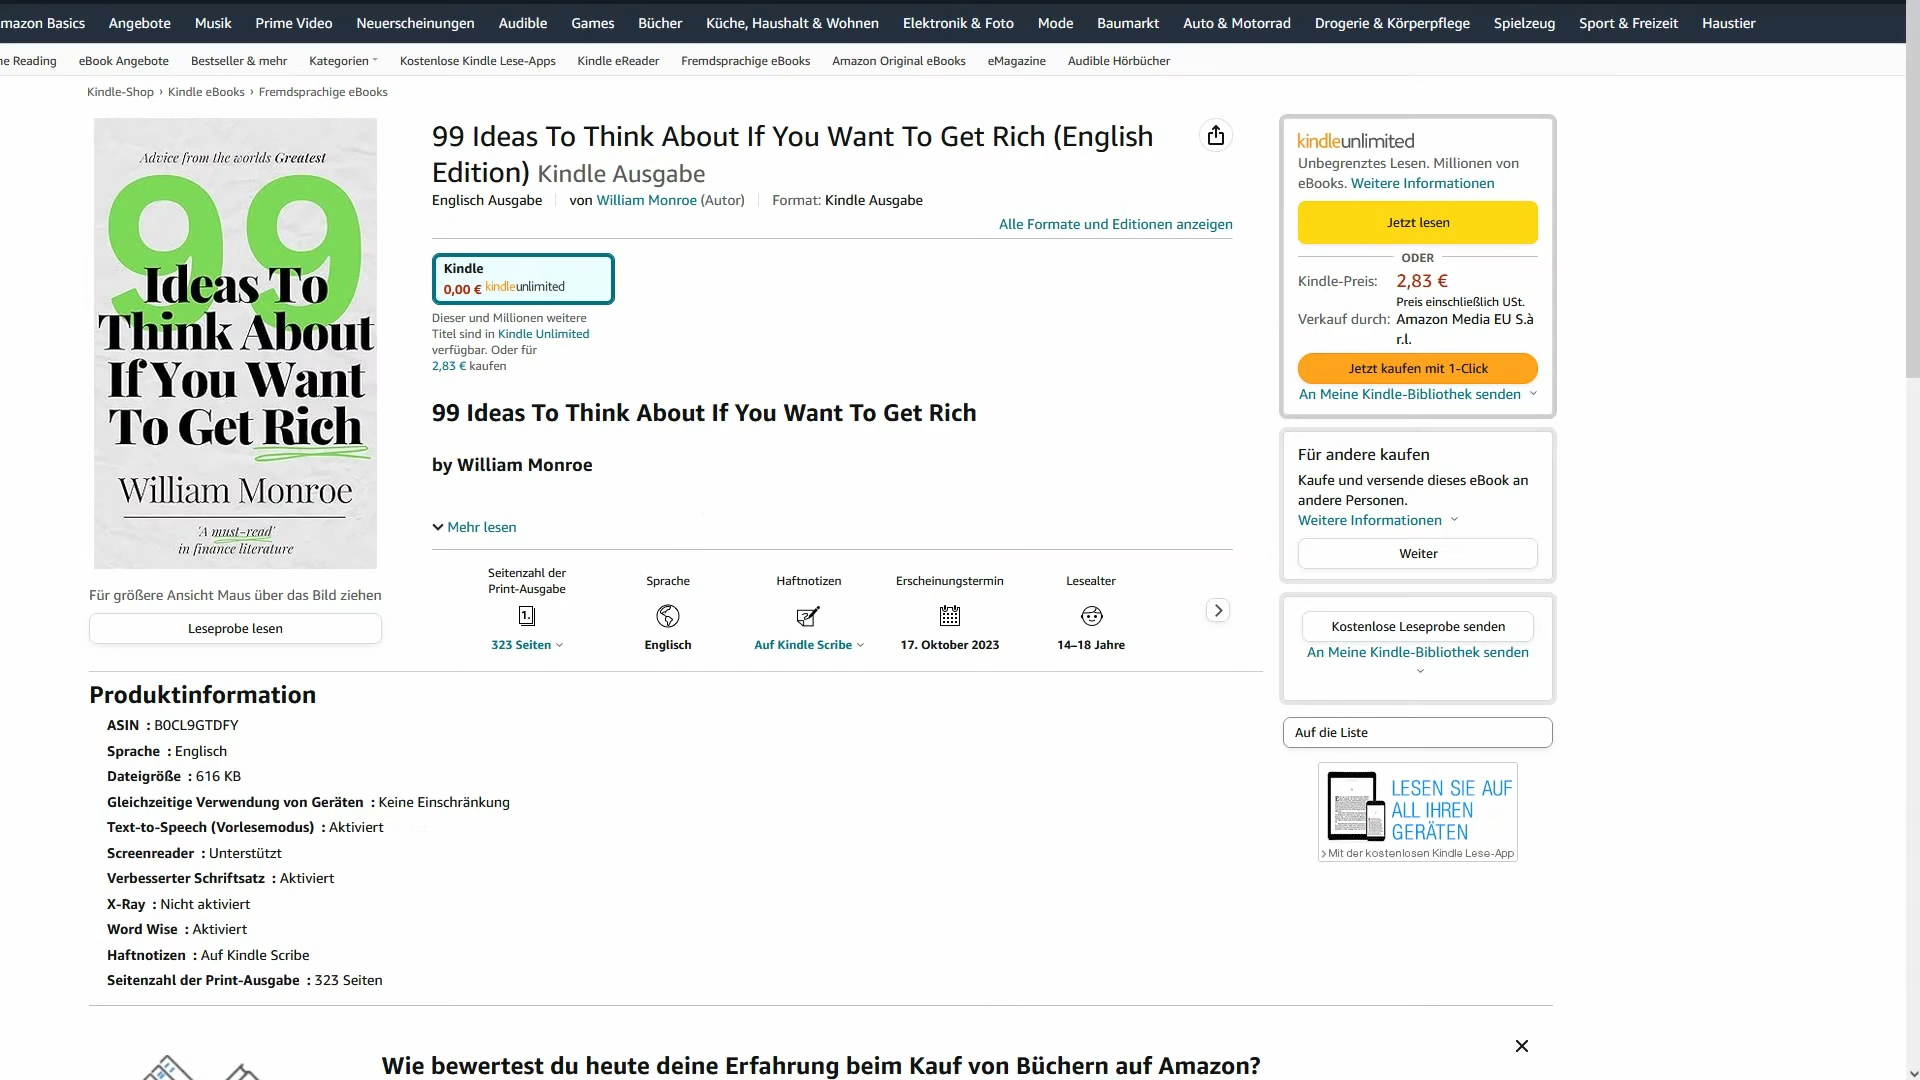 mazon Basics Angebote Musik Prime Video Neuerscheinungen Audible Games Bücher Küche, Haushalt & Wohnen Elektronik & Foto Mode Baumarkt Auto & Motorrad Drogerie & Körperpflege Spielzeug Sport & Freizeit Haustier
ne Reading eBook Angebote Bestseller & mehr Kategorien Kostenlose Kindle Lese-Apps Kindle eReader Fremdsprachige eBooks Amazon Original eBooks eMagazine Audible Hörbücher
Kindle-Shop › Kindle eBooks › Fremdsprachige eBooks
Advice from the worlds Greatest
99
Ideas To
Think About
If You Want
To Get Rich
William Monroe
'A must-read'
in finance literature
Für größere Ansicht Maus über das Bild ziehen
Leseprobe lesen
99 Ideas To Think About If You Want To Get Rich (English
Edition) Kindle Ausgabe
Englisch Ausgabe von William Monroe (Autor) Format: Kindle Ausgabe
Alle Formate und Editionen anzeigen
Kindle
0,00 € kindleunlimited
Dieser und Millionen weitere
Titel sind in Kindle Unlimited
verfügbar. Oder für
2,83 € kaufen
99 Ideas To Think About If You Want To Get Rich
by William Monroe
Mehr lesen
Seitenzahl der
Print-Ausgabe
1.
323 Seiten
Sprache
Englisch
Haftnotizen
Auf Kindle Scribe
Erscheinungstermin
17. Oktober 2023
Lesealter
14–18 Jahre
kindleunlimited
Unbegrenztes Lesen. Millionen von
eBooks. Weitere Informationen
Jetzt lesen
ODER
Kindle-Preis: 2,83 €
Preis einschließlich USt.
Verkauf durch: Amazon Media EU S.à
r.l.
Jetzt kaufen mit 1-Click
An Meine Kindle-Bibliothek senden
Für andere kaufen
Kaufe und versende dieses eBook an
andere Personen.
Weitere Informationen
Weiter
Kostenlose Leseprobe senden
An Meine Kindle-Bibliothek senden
Auf die Liste
LESEN SIE AUF
ALL IHREN
GERÄTEN
› Mit der kostenlosen Kindle Lese-App
Produktinformation
ASIN : B0CL9GTDFY
Sprache : Englisch
Dateigröße : 616 KB
Gleichzeitige Verwendung von Geräten : Keine Einschränkung
Text-to-Speech (Vorlesemodus) : Aktiviert
Screenreader : Unterstützt
Verbesserter Schriftsatz : Aktiviert
X-Ray : Nicht aktiviert
Word Wise : Aktiviert
Haftnotizen : Auf Kindle Scribe
Seitenzahl der Print-Ausgabe : 323 Seiten
Wie bewertest du heute deine Erfahrung beim Kauf von Büchern auf Amazon?